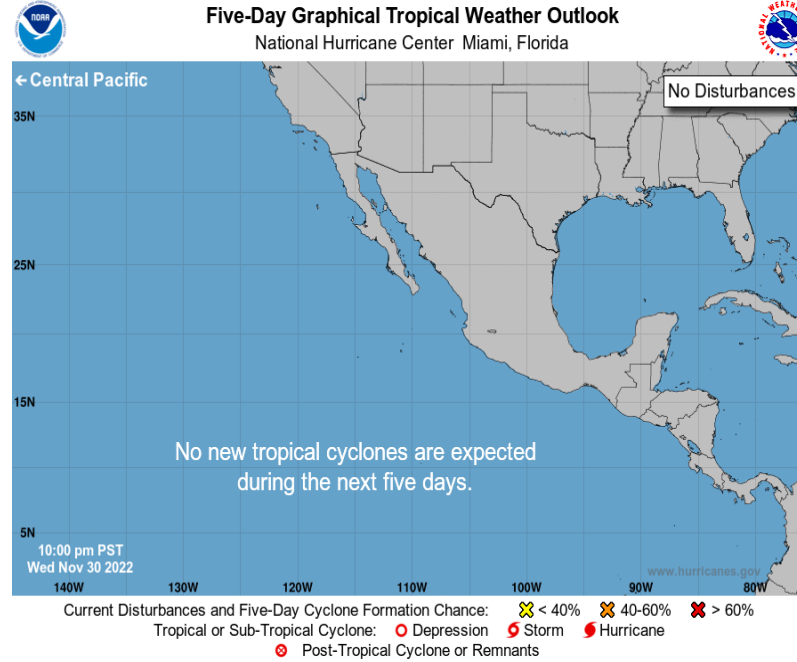 Five-Day Graphical Tropical Weather Outlook
National Hurricane Center Miami, Florida
NOAA
← Central Pacific
No Disturbances
35N
25N
15N
5N
No new tropical cyclones are expected
during the next five days.
10:00 pm PST
Wed Nov 30 2022
www.hurricanes.gov
140W 130W 120W 110W 100W 90W 80W
Current Disturbances and Five-Day Cyclone Formation Chance: < 40% 40-60% > 60%
Tropical or Sub-Tropical Cyclone: Depression Storm Hurricane
Post-Tropical Cyclone or Remnants